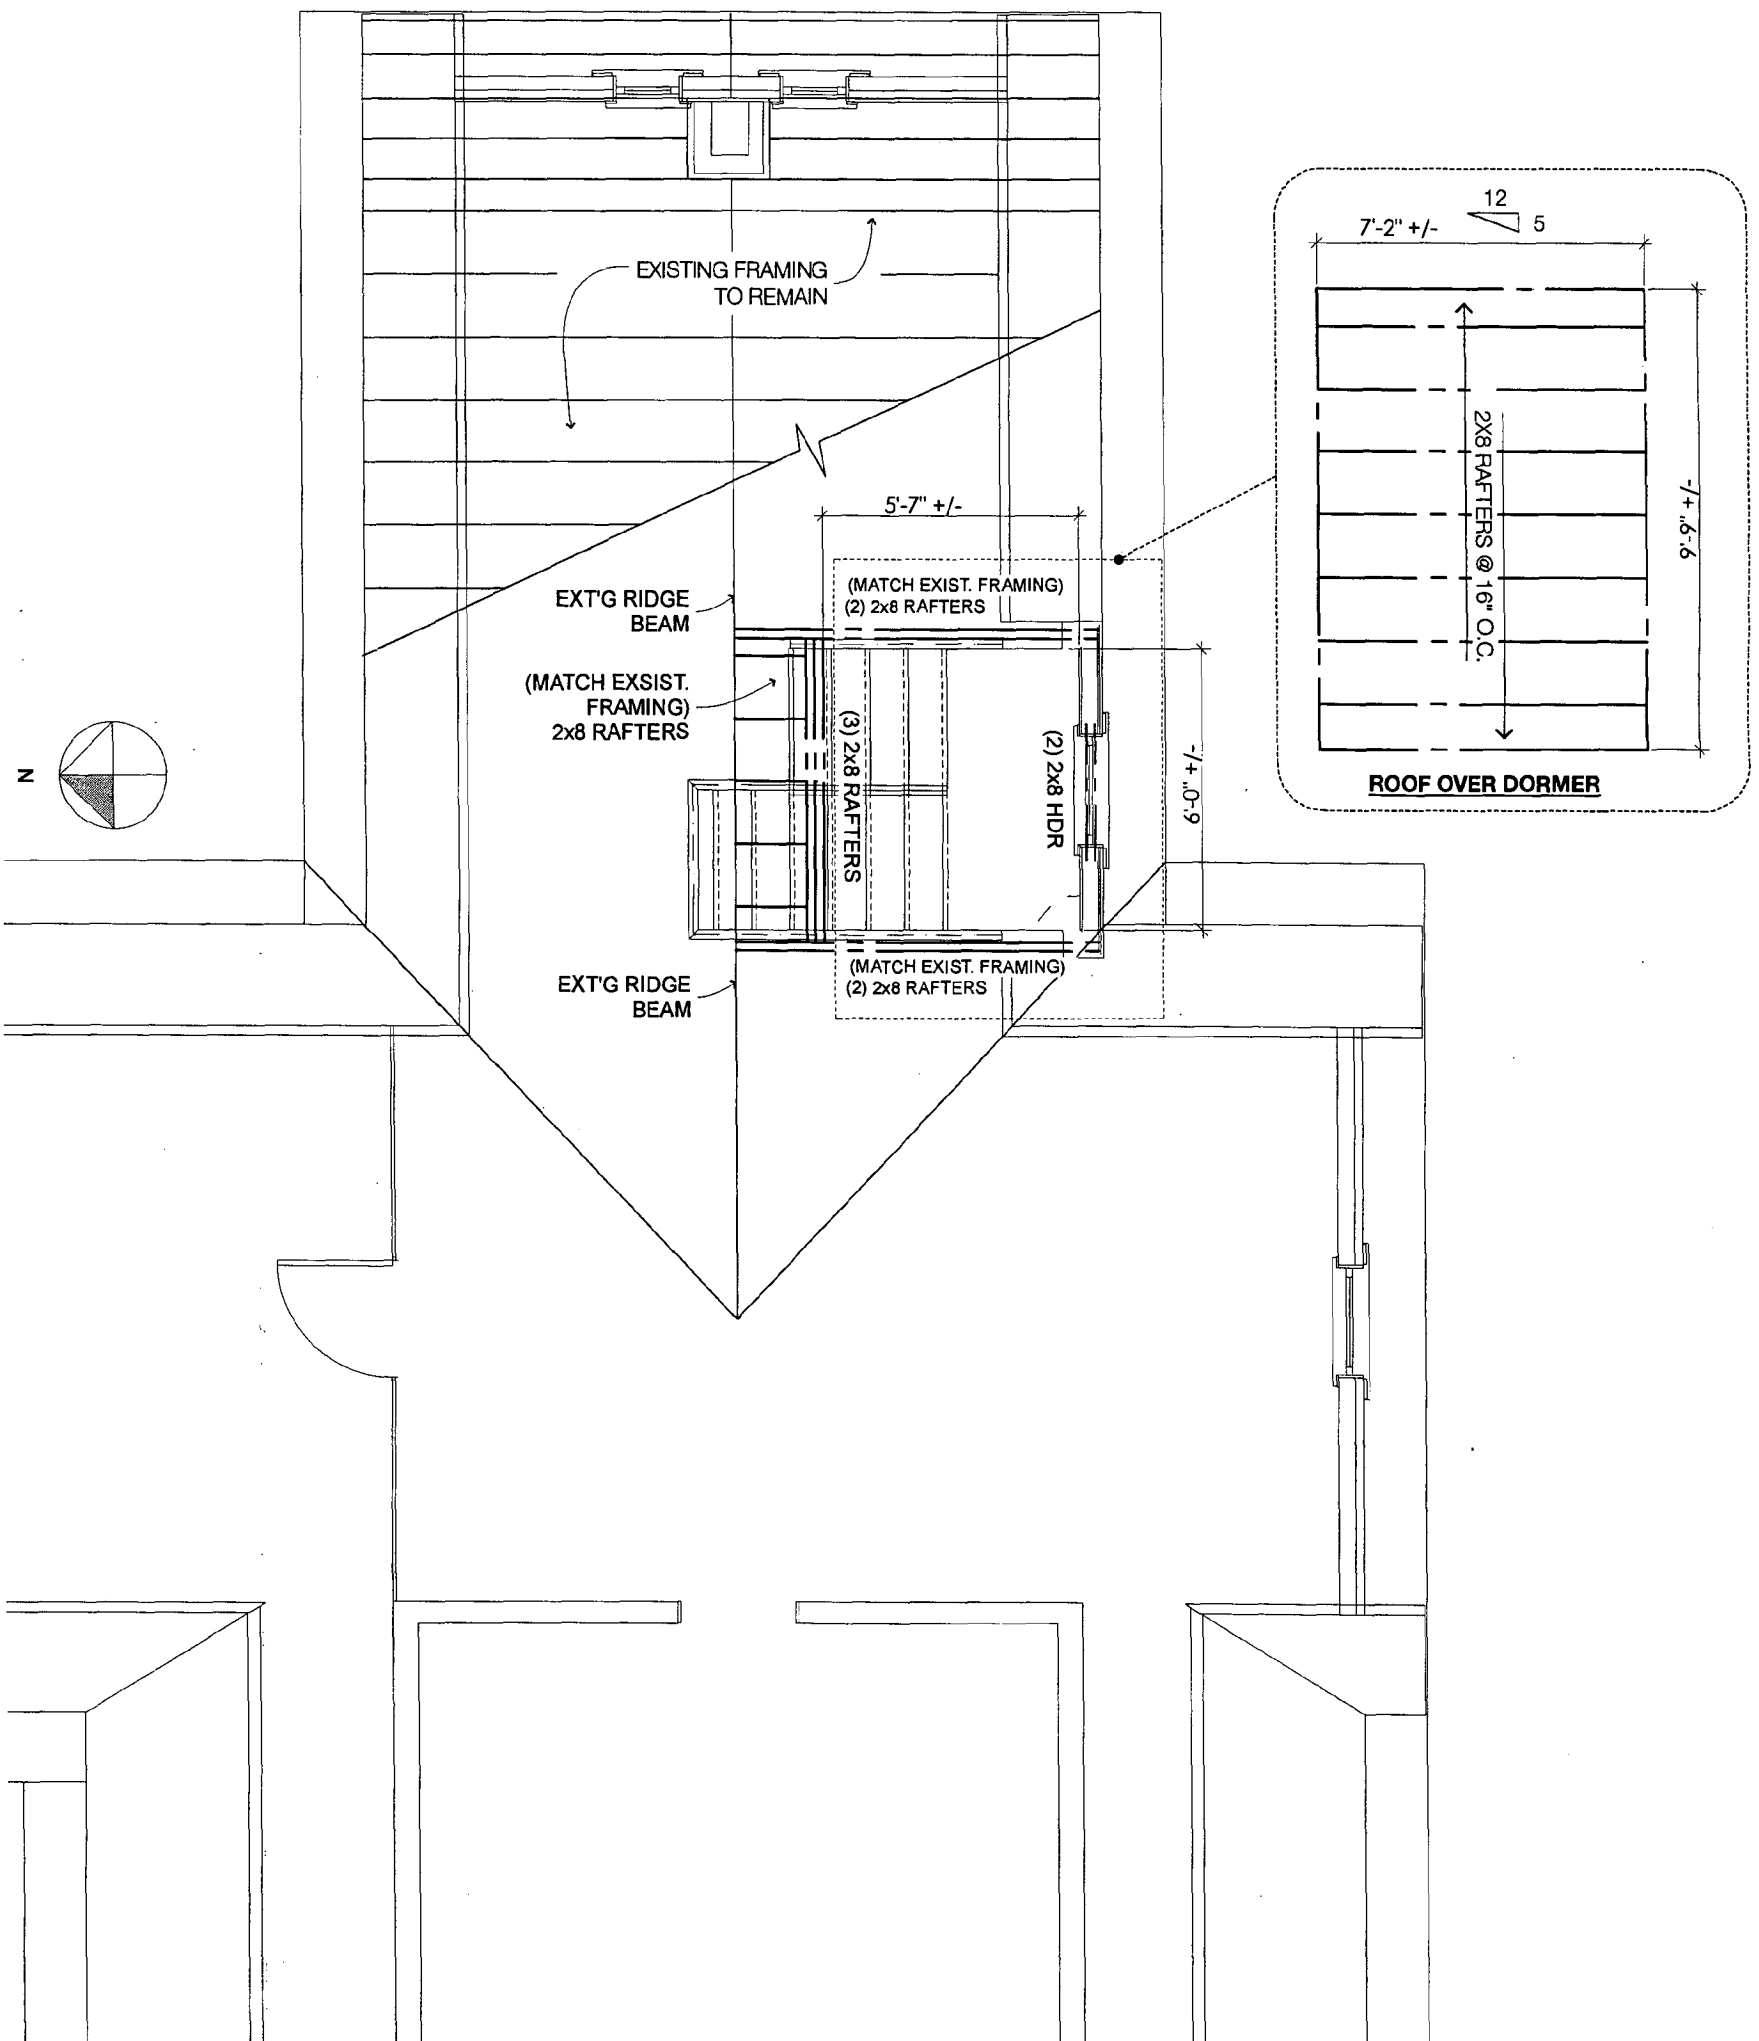 12
5
7'-2" +/-
9'-9" +/-
2X8 RAFTERS @ 16" O.C.
ROOF OVER DORMER
EXISTING FRAMING
TO REMAIN
5'-7" +/-
(MATCH EXIST. FRAMING)
(2) 2x8 RAFTERS
EXT'G RIDGE
BEAM
(MATCH EXSIST.
FRAMING)
2x8 RAFTERS
(3) 2x8 RAFTERS
(2) 2x8 HDR
6'-0" +/-
N
(MATCH EXIST. FRAMING)
(2) 2x8 RAFTERS
EXT'G RIDGE
BEAM